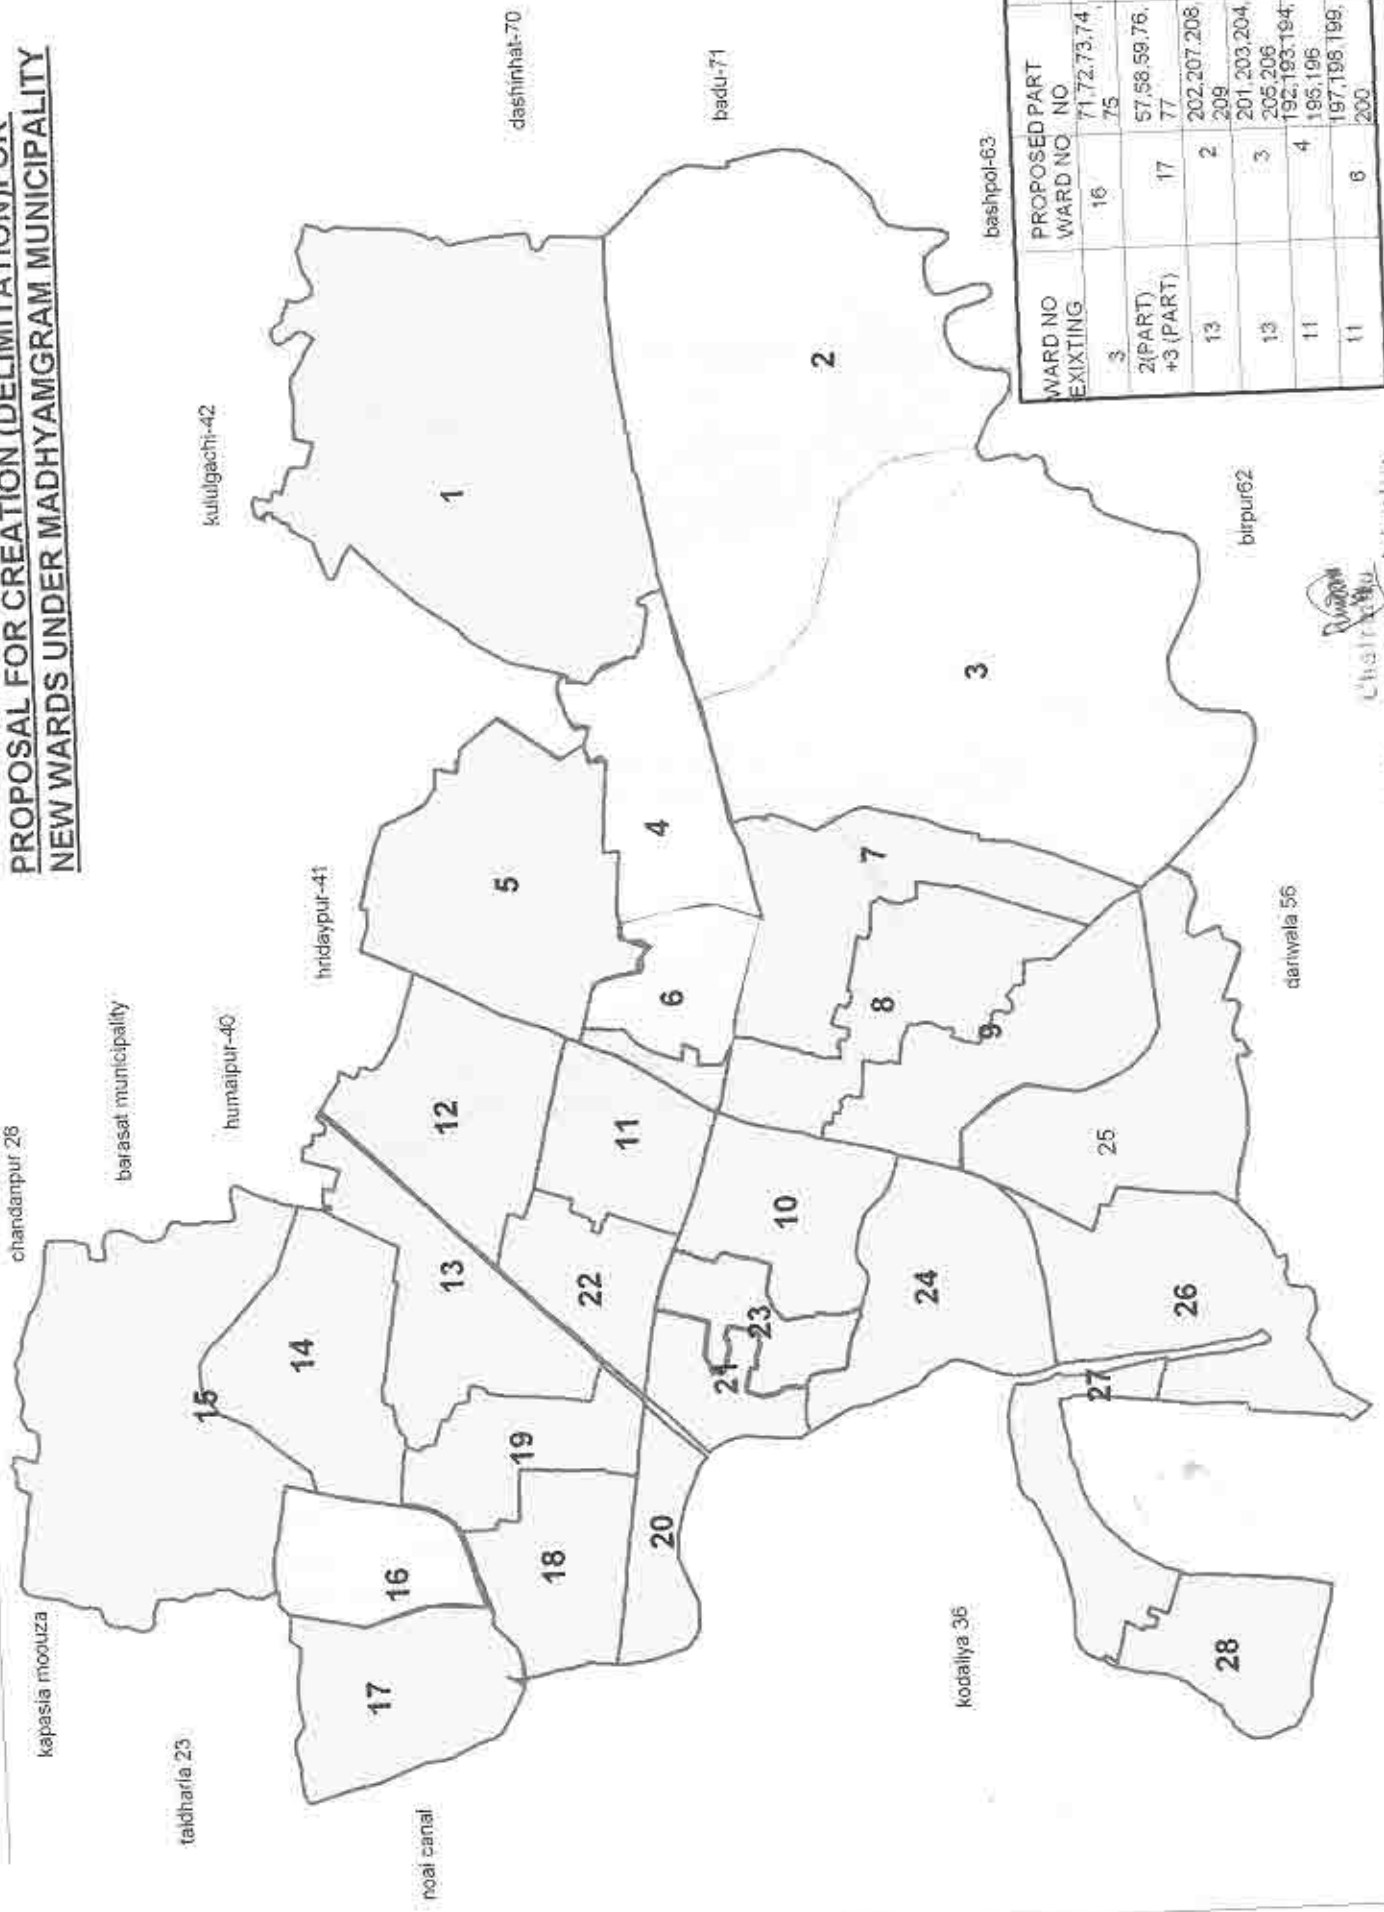 PROPOSAL FOR CREATION (DELIMITATION)FOR
NEW WARDS UNDER MADHYAMGRAM MUNICIPALITY
chandanpur 26
kapasia moouza
barasat municipality
taldharia 23
kululgachi-42
humaipur-40
15
14
hridaypur-41
17
16
noai canal
1
12
13
5
dashinhat-70
19
18
22
11
4
20
6
badu-71
21
23
10
2
7
8
24
kodaliya 36
3
9
bashpol-63
27
25
26
28
birpur62
dariwala 56
WARD NO EXIXTING PROPOSED WARD NO PART NO
3 16 71,72,73,74, 75
2(PART) +3 (PART) 17 57,58,59,76, 77
13 2 202,207,208, 209
13 3 201,203,204, 205,206
11 4 192,193,194, 195,196
11 6 197,198,199, 200